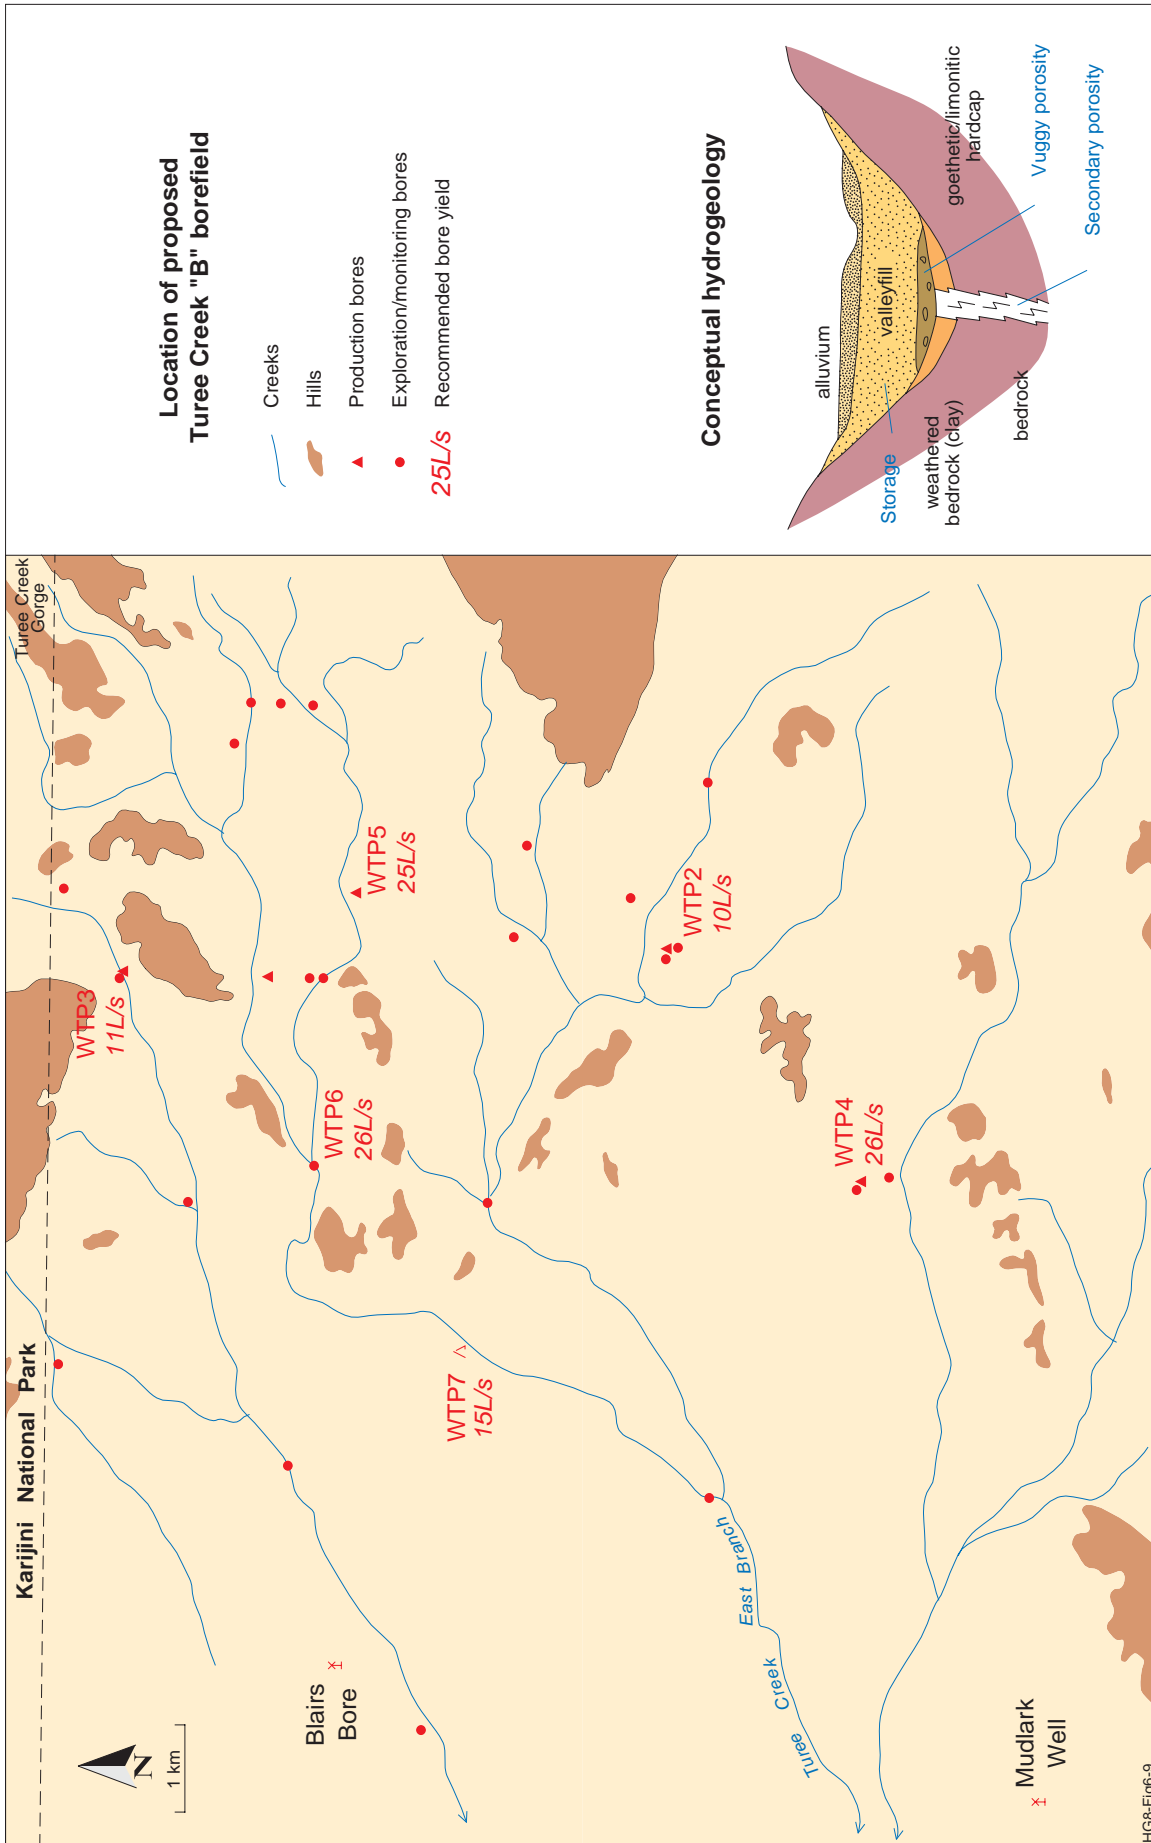 Karijini National Park
Turee Creek
Gorge
WTP3
11L/s
WTP5
25L/s
WTP6
26L/s
WTP7
15L/s
WTP2
10L/s
WTP4
26L/s
Blairs
Bore
Mudlark
Well
Turee Creek East Branch
N
1 km
HG8-Fig6-9
Location of proposed
Turee Creek "B" borefield
Creeks
Hills
Production bores
Exploration/monitoring bores
25L/s Recommended bore yield
Conceptual hydrogeology
alluvium
valleyfill
Storage
weathered
bedrock (clay)
bedrock
goethetic/limonitic
hardcap
Vuggy porosity
Secondary porosity